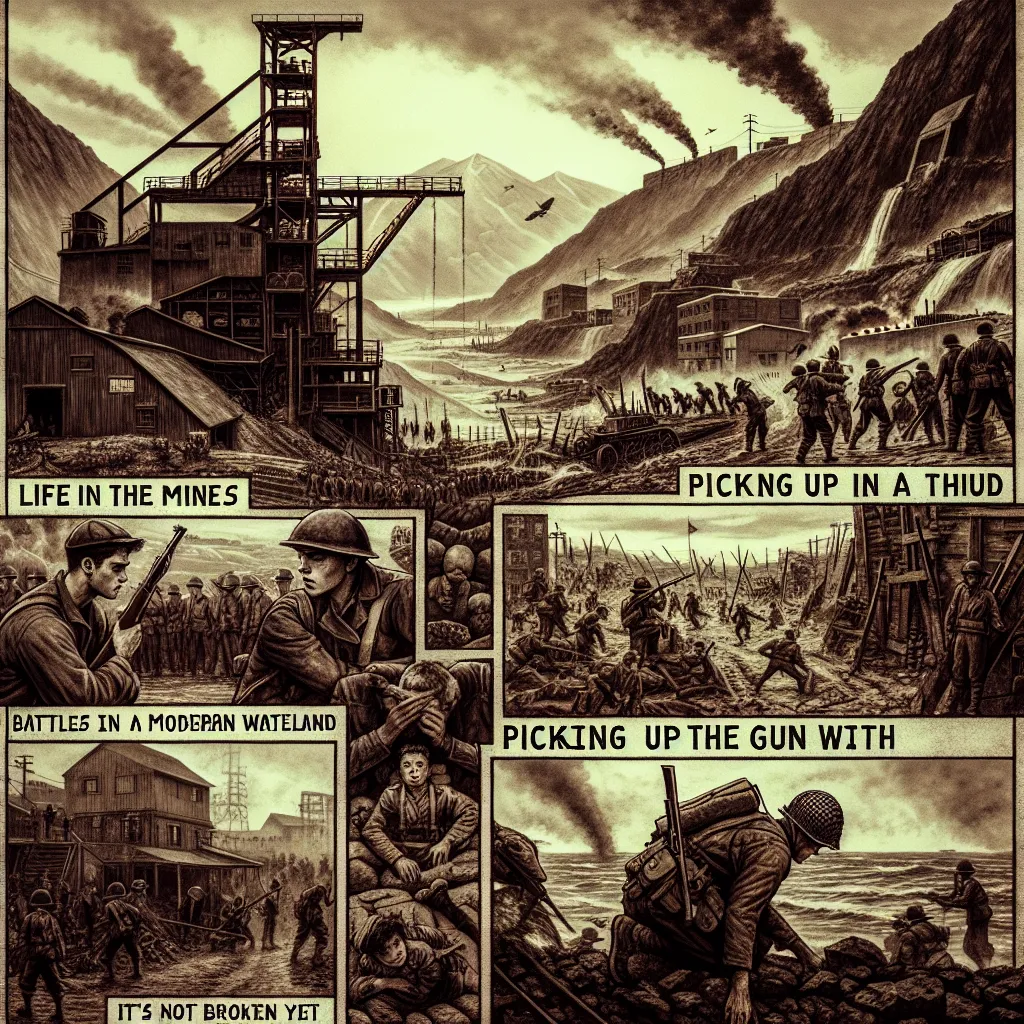 LIFE IN THE MINES
PICKNG UP IN A THIUD
BATTLES IN A MODERAN WATELAND
PICKING UP THE GUN WITH
IT'S NOT BROKEN YET